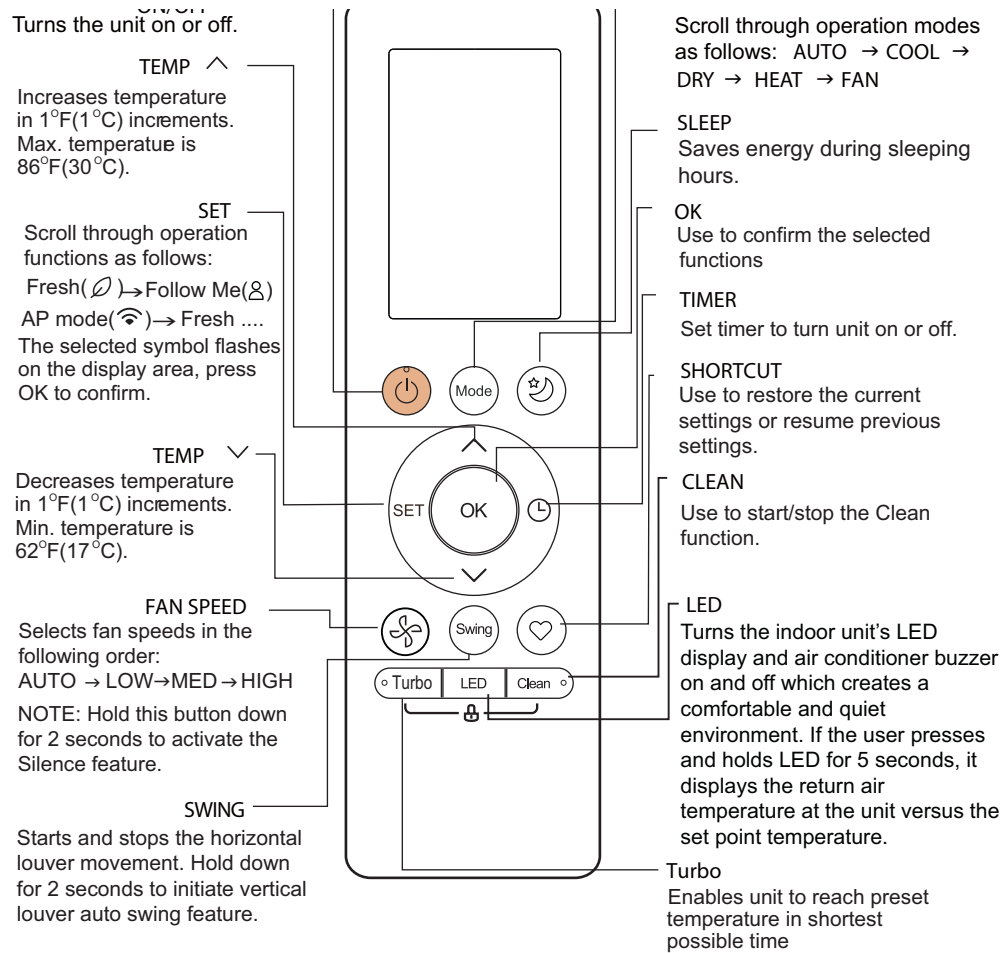 ON/OFF
Turns the unit on or off.
TEMP ︿
Increases temperature
in 1°F(1°C) increments.
Max. temperature is
86°F(30°C).
SET
Scroll through operation
functions as follows:
Fresh( )→Follow Me( )
AP mode( )→ Fresh ....
The selected symbol flashes
on the display area, press
OK to confirm.
TEMP ﹀
Decreases temperature
in 1°F(1°C) increments.
Min. temperature is
62°F(17°C).
FAN SPEED
Selects fan speeds in the
following order:
AUTO → LOW→MED→HIGH
NOTE: Hold this button down
for 2 seconds to activate the
Silence feature.
SWING
Starts and stops the horizontal
louver movement. Hold down
for 2 seconds to initiate vertical
louver auto swing feature.
Mode
SET
OK
Swing
Turbo
LED
Clean
Scroll through operation modes
as follows: AUTO → COOL →
DRY → HEAT → FAN
SLEEP
Saves energy during sleeping
hours.
OK
Use to confirm the selected
functions
TIMER
Set timer to turn unit on or off.
SHORTCUT
Use to restore the current
settings or resume previous
settings.
CLEAN
Use to start/stop the Clean
function.
LED
Turns the indoor unit's LED
display and air conditioner buzzer
on and off which creates a
comfortable and quiet
environment. If the user presses
and holds LED for 5 seconds, it
displays the return air
temperature at the unit versus the
set point temperature.
Turbo
Enables unit to reach preset
temperature in shortest
possible time